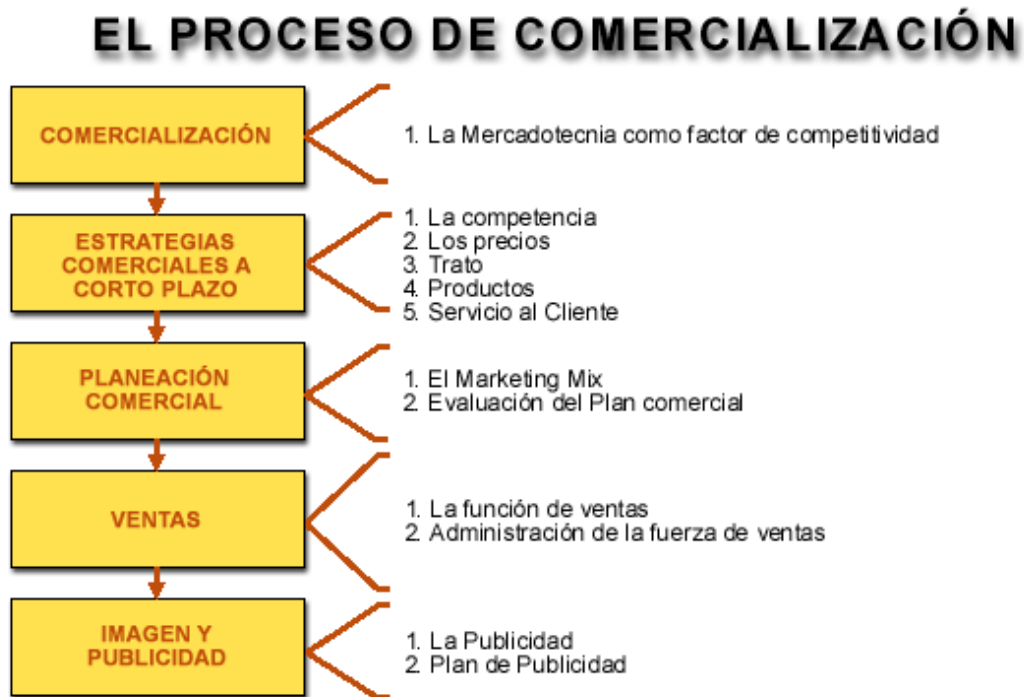 EL PROCESO DE COMERCIALIZACIÓN
COMERCIALIZACIÓN
1. La Mercadotecnia como factor de competitividad
ESTRATEGIAS
COMERCIALES A
CORTO PLAZO
1. La competencia
2. Los precios
3. Trato
4. Productos
5. Servicio al Cliente
PLANEACIÓN
COMERCIAL
1. El Marketing Mix
2. Evaluación del Plan comercial
VENTAS
1. La función de ventas
2. Administración de la fuerza de ventas
IMAGEN Y
PUBLICIDAD
1. La Publicidad
2. Plan de Publicidad